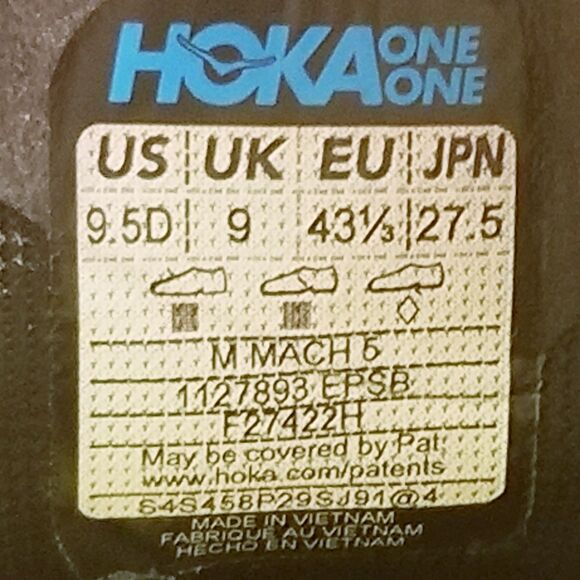 HOKA ONE ONE
US UK EU JPN
9.5D 9 43⅓ 27.5
M MACH 5
1127893 EPSB
F27422H
May be covered by Pat.
www.hoka.com/patents
S4S458P29SJ91@4
MADE IN VIETNAM
FABRIQUÉ AU VIETNAM
HECHO EN VIETNAM